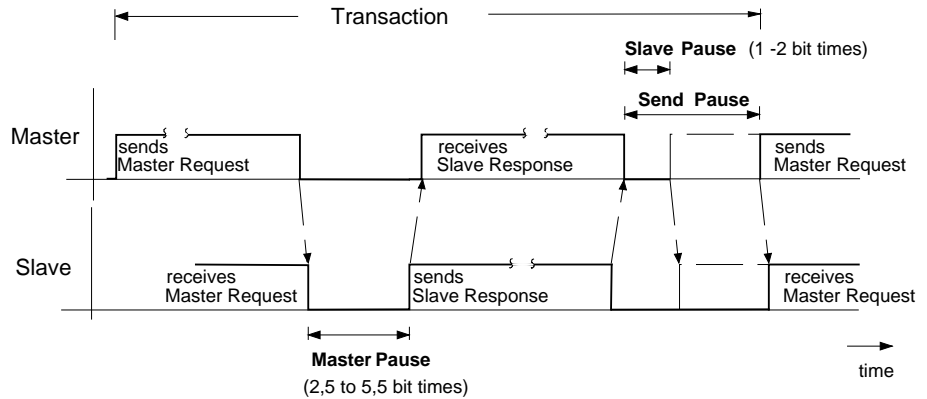 Transaction
Slave Pause (1 -2 bit times)
Send Pause
Master
sends
Master Request
receives
Slave Response
sends
Master Request
Slave
receives
Master Request
sends
Slave Response
receives
Master Request
Master Pause
(2,5 to 5,5 bit times)
time